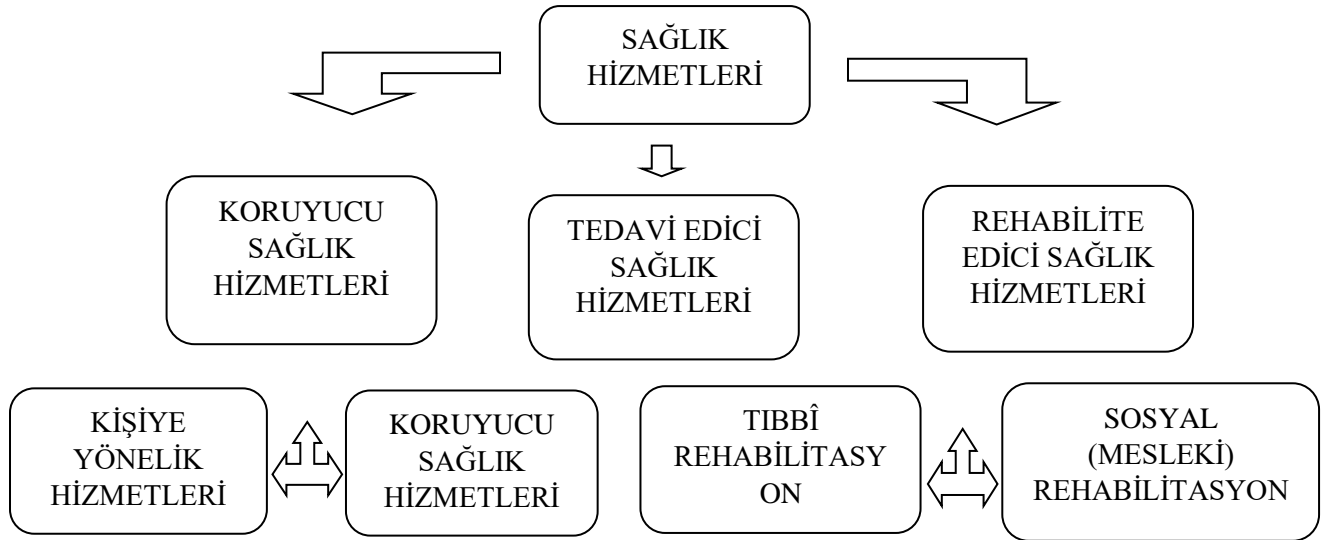 SAĞLIK
HİZMETLERİ
KORUYUCU
SAĞLIK
HİZMETLERİ
TEDAVİ EDİCİ
SAĞLIK
HİZMETLERİ
REHABİLİTE
EDİCİ SAĞLIK
HİZMETLERİ
KİŞİYE
YÖNELİK
HİZMETLERİ
KORUYUCU
SAĞLIK
HİZMETLERİ
TIBBÎ
REHABİLİTASY
ON
SOSYAL
(MESLEKİ)
REHABİLİTASYON